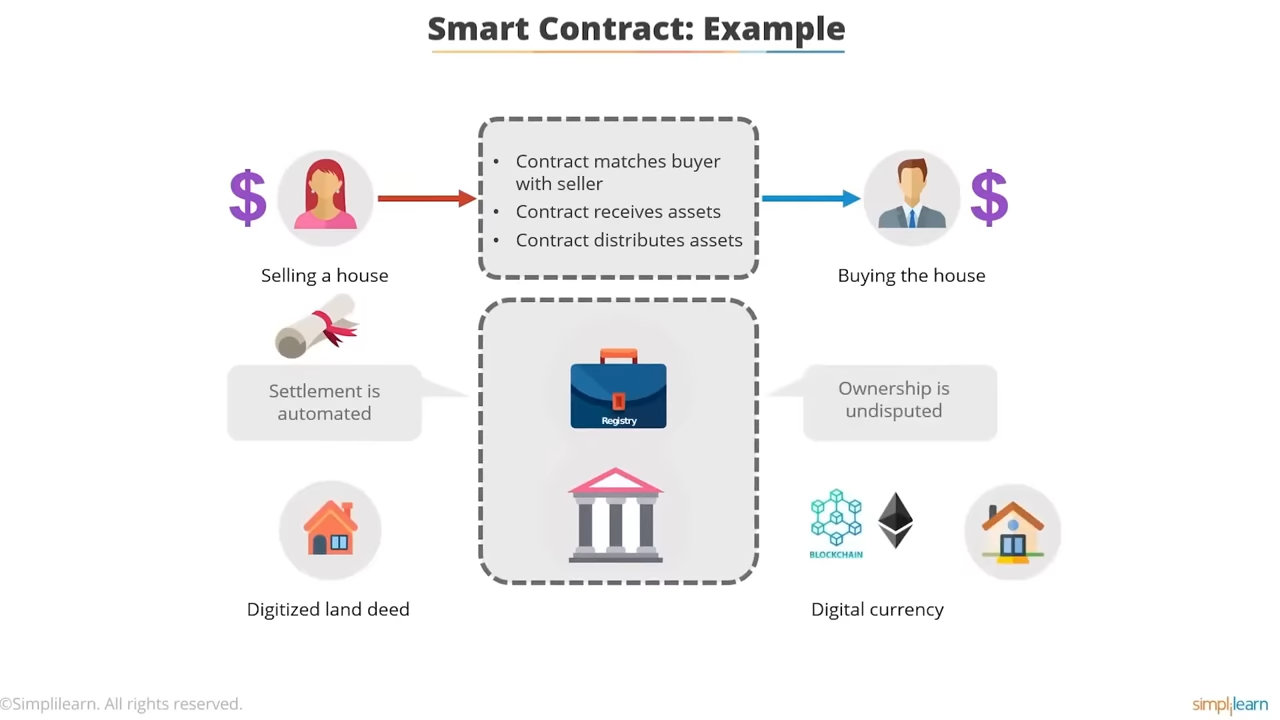 Smart Contract: Example
$
$
• Contract matches buyer
with seller
• Contract receives assets
• Contract distributes assets
Selling a house
Buying the house
Settlement is
automated
Registry
Ownership is
undisputed
BLOCKCHAIN
Digitized land deed
Digital currency
©Simplilearn. All rights reserved.
simplilearn